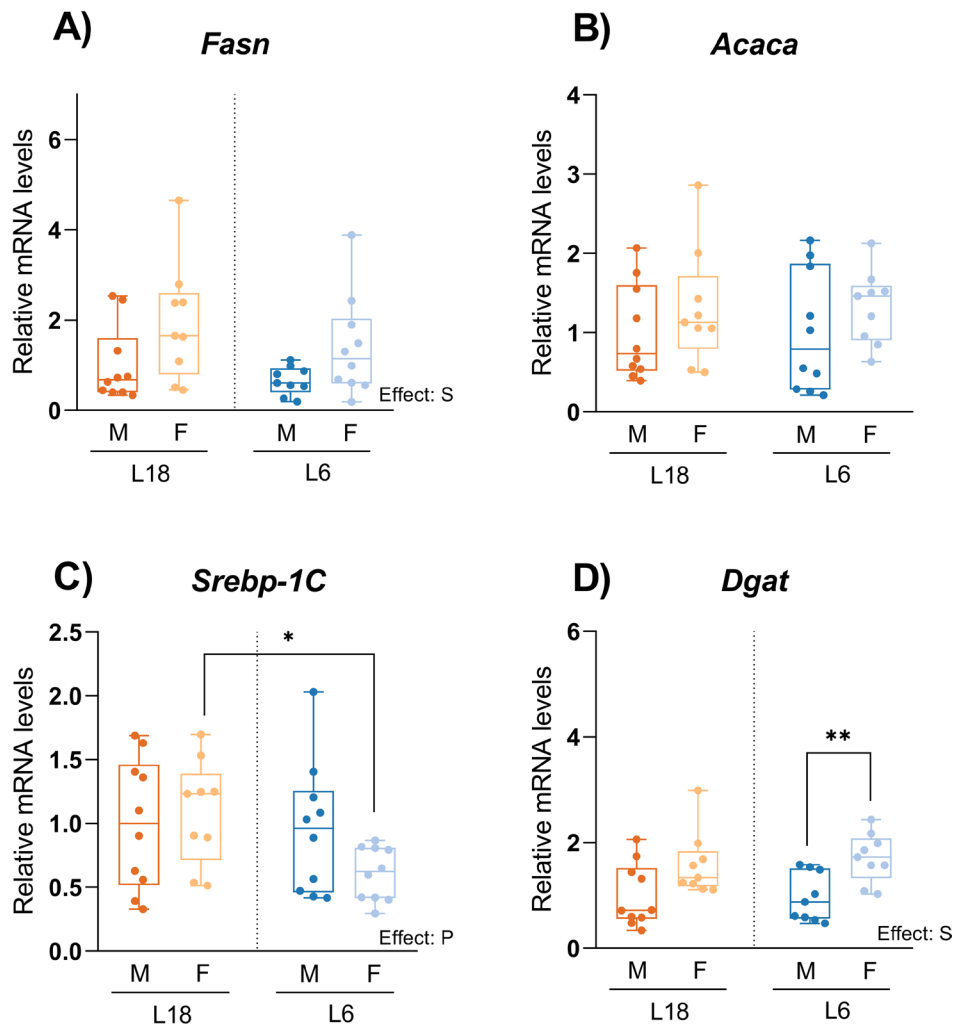 A)
Fasn
Relative mRNA levels
6
4
2
0
Effect: S
M F M F
L18 L6
B)
Acaca
Relative mRNA levels
4
3
2
1
0
M F M F
L18 L6
C)
Srebp-1C
Relative mRNA levels
2.5
2.0
1.5
1.0
0.5
0.0
*
Effect: P
M F M F
L18 L6
D)
Dgat
Relative mRNA levels
6
4
2
0
**
Effect: S
M F M F
L18 L6